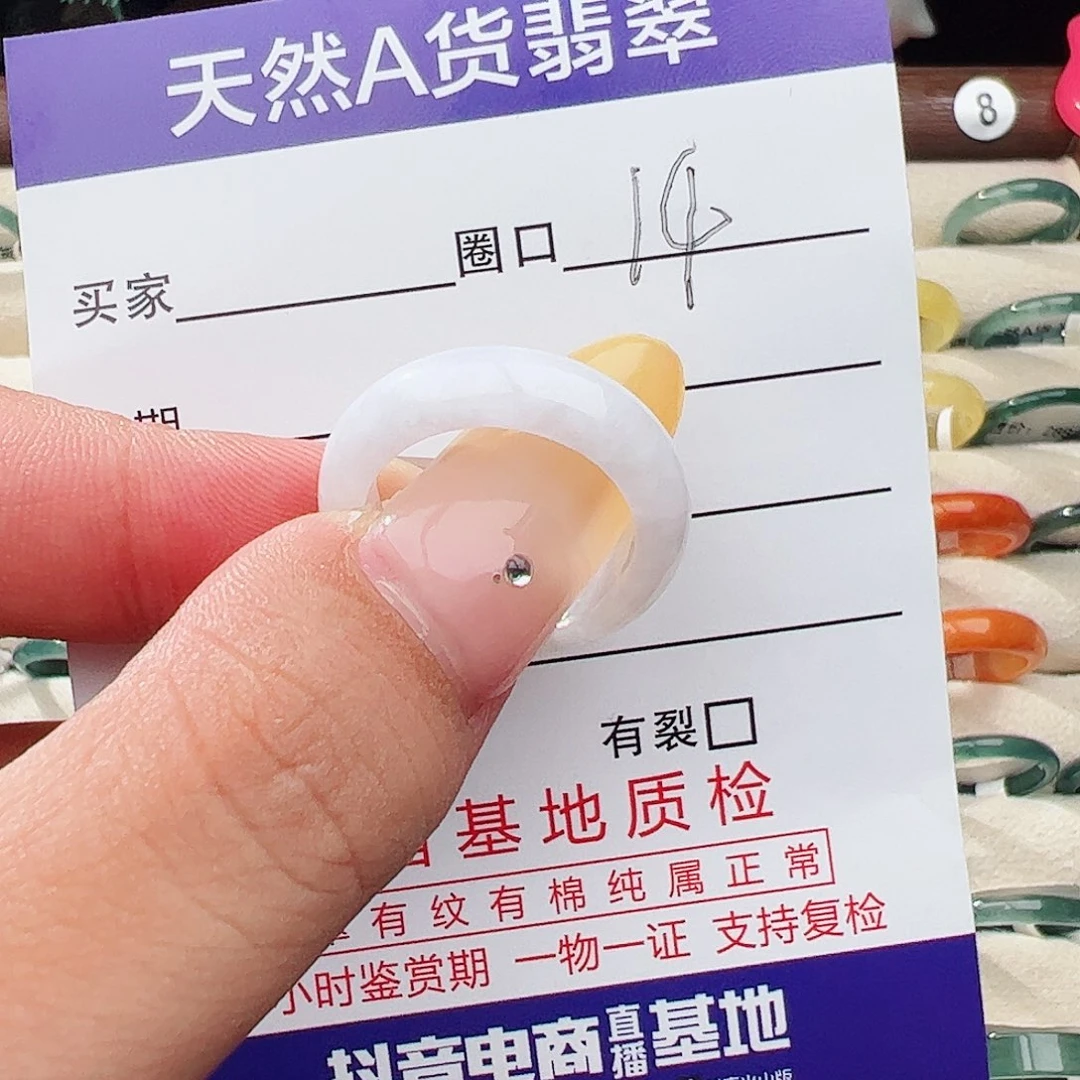 天然A货翡翠
8
买家 圈口 14
期
有裂□
基地质检
有纹有棉纯属正常
小时鉴赏期 一物一证 支持复检
抖音电商直播基地